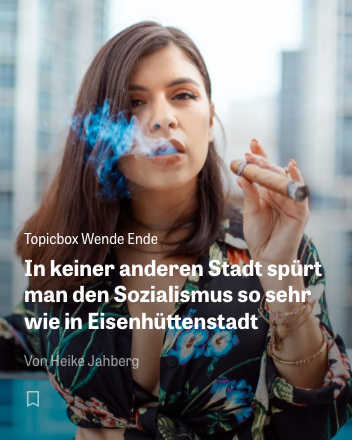 Topicbox Wende Ende
In keiner anderen Stadt spürt
man den Sozialismus so sehr
wie in Eisenhüttenstadt
Von Heike Jahberg